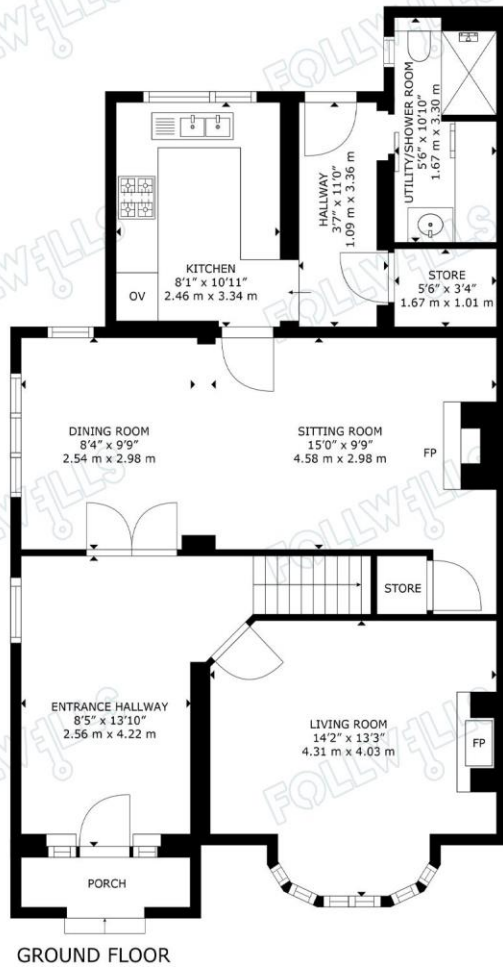 UTILITY/SHOWER ROOM
5'6" x 10'10"
1.67 m x 3.30 m
HALLWAY
3'7" x 11'0"
1.09 m x 3.36 m
KITCHEN
8'1" x 10'11"
2.46 m x 3.34 m
OV
STORE
5'6" x 3'4"
1.67 m x 1.01 m
DINING ROOM
8'4" x 9'9"
2.54 m x 2.98 m
SITTING ROOM
15'0" x 9'9"
4.58 m x 2.98 m
FP
STORE
ENTRANCE HALLWAY
8'5" x 13'10"
2.56 m x 4.22 m
LIVING ROOM
14'2" x 13'3"
4.31 m x 4.03 m
FP
PORCH
GROUND FLOOR
FOLLWELLS
FOLLWELLS
FOLLWELLS
FOLLWELLS